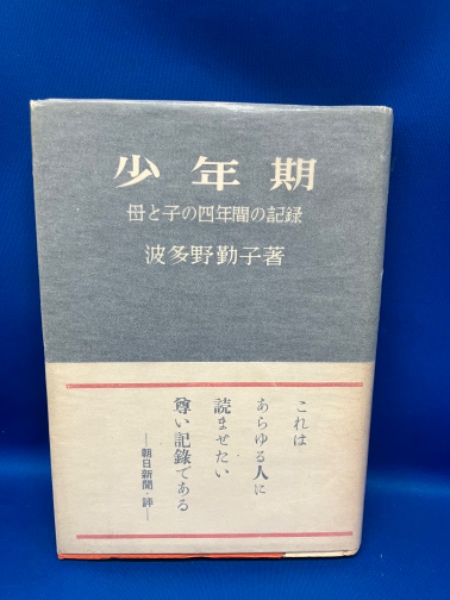 少年期
母と子の四年間の記録
波多野勤子著
これは
あらゆる人に
読ませたい
尊い記録である
―朝日新聞・評―